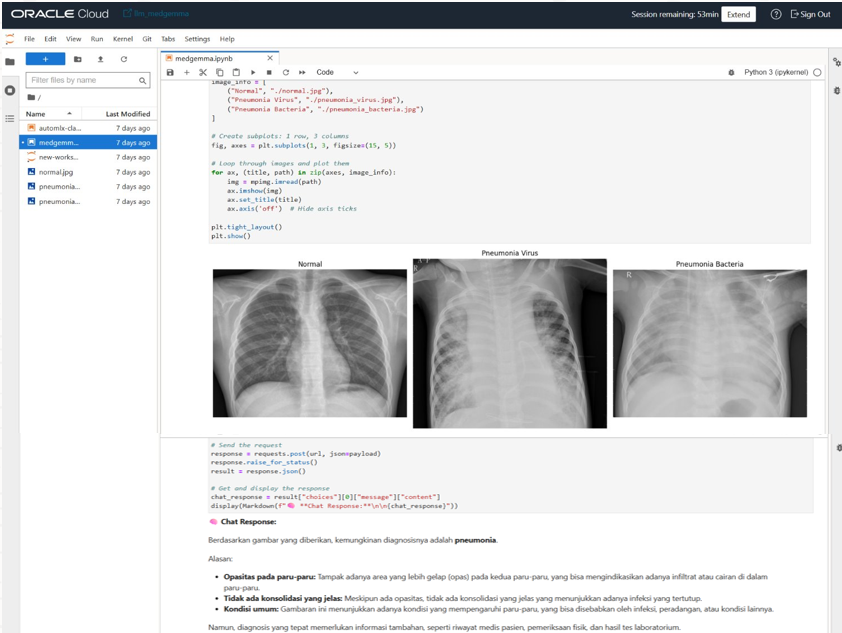 ORACLE Cloud
llm_medgemma
Session remaining: 53min
Extend
Sign Out
File Edit View Run Kernel Git Tabs Settings Help
medgemma.ipynb
Filter files by name
Code
Python 3 (ipykernel)
/
Name
Last Modified
automlx-cla... 7 days ago
medgemm... 7 days ago
new-works... 7 days ago
normal.jpg 7 days ago
pneumonia... 7 days ago
pneumonia... 7 days ago
image_info = [
("Normal", "./normal.jpg"),
("Pneumonia Virus", "./pneumonia_virus.jpg"),
("Pneumonia Bacteria", "./pneumonia_bacteria.jpg")
]
# Create subplots: 1 row, 3 columns
fig, axes = plt.subplots(1, 3, figsize=(15, 5))
# Loop through images and plot them
for ax, (title, path) in zip(axes, image_info):
img = mpimg.imread(path)
ax.imshow(img)
ax.set_title(title)
ax.axis('off') # Hide axis ticks
plt.tight_layout()
plt.show()
Normal
Pneumonia Virus
Pneumonia Bacteria
R
R
# Send the request
response = requests.post(url, json=payload)
response.raise_for_status()
result = response.json()
# Get and display the response
chat_response = result["choices"][0]["message"]["content"]
display(Markdown(f"🧠 **Chat Response:**\n\n{chat_response}"))
🧠 Chat Response:
Berdasarkan gambar yang diberikan, kemungkinan diagnosisnya adalah pneumonia.
Alasan:
• Opasitas pada paru-paru: Tampak adanya area yang lebih gelap (opas) pada kedua paru-paru, yang bisa mengindikasikan adanya infiltrat atau cairan di dalam
paru-paru.
• Tidak ada konsolidasi yang jelas: Meskipun ada opasitas, tidak ada konsolidasi yang jelas yang menunjukkan adanya infeksi yang tertutup.
• Kondisi umum: Gambaran ini menunjukkan adanya kondisi yang mempengaruhi paru-paru, yang bisa disebabkan oleh infeksi, peradangan, atau kondisi lainnya.
Namun, diagnosis yang tepat memerlukan informasi tambahan, seperti riwayat medis pasien, pemeriksaan fisik, dan hasil tes laboratorium.